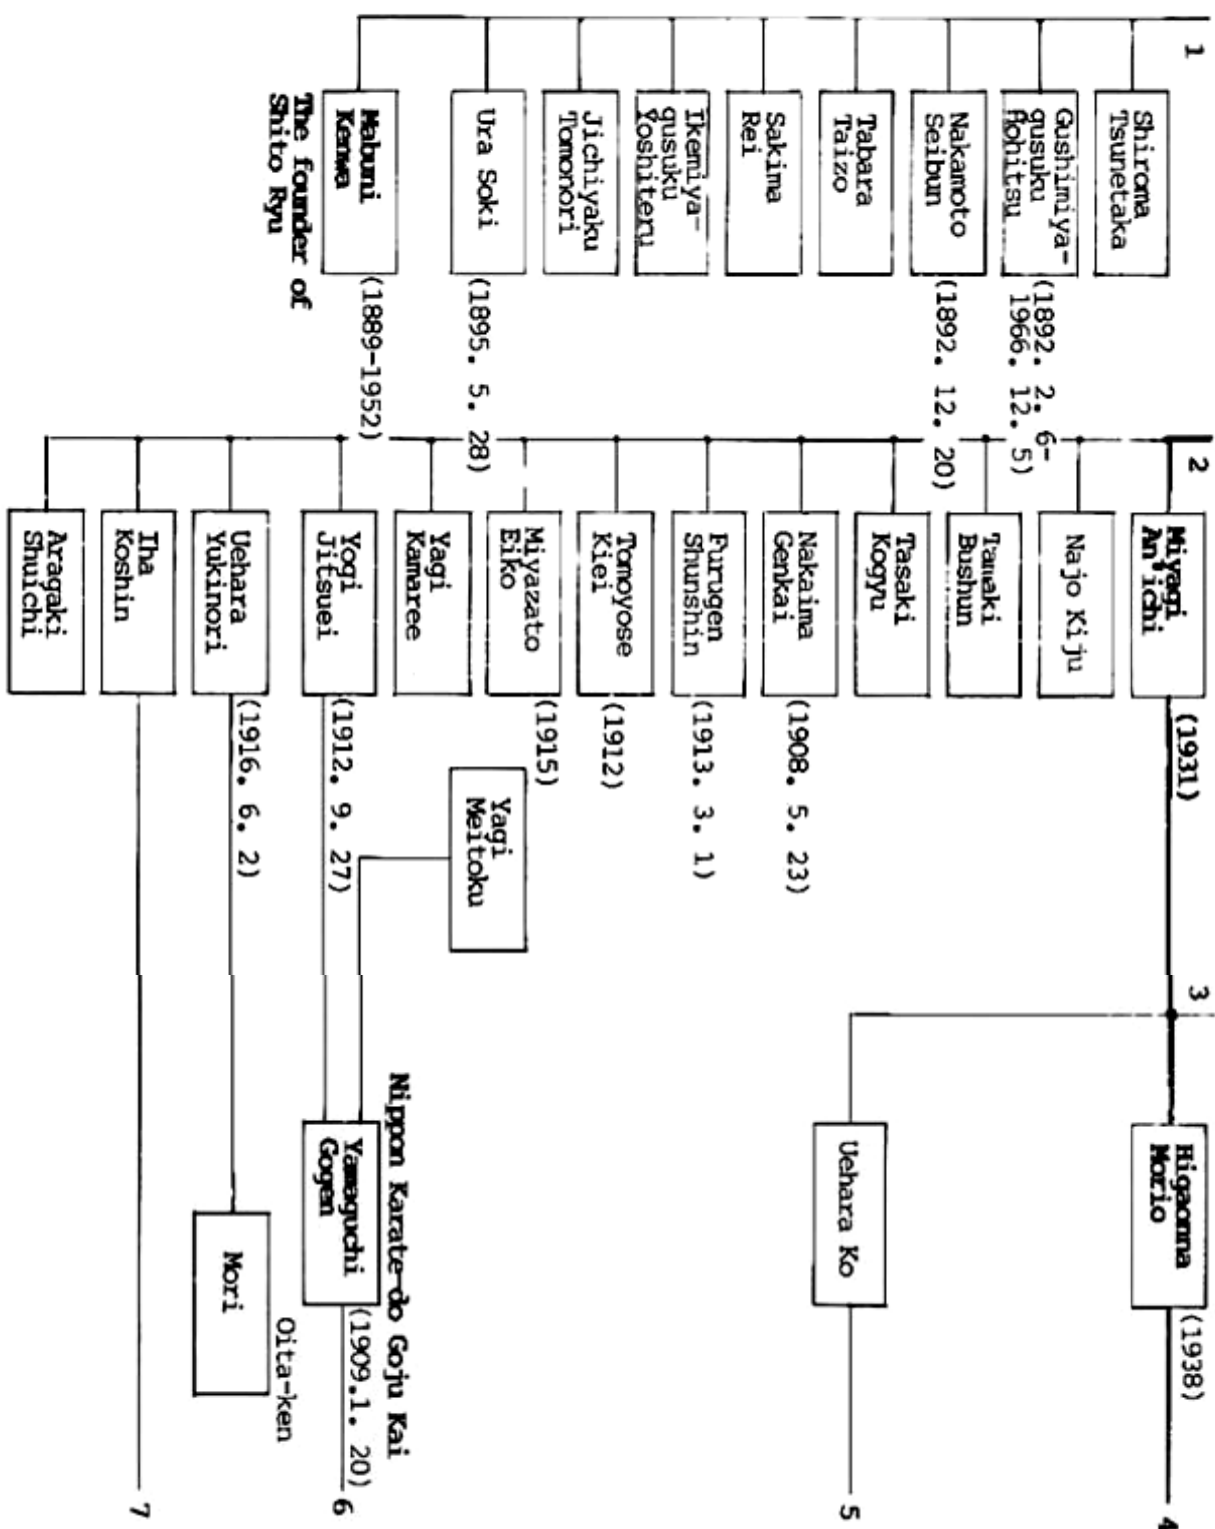 1
Shiroma
Tsunetaka
Gushimiya-
gusuku
(1892. 2. 6-
1966. 12. 5)
Nakamoto
Seibun
(1892. 12. 20)
Tabara
Taizo
Sakima
Rei
Ikemiya-
gusuku
Yoshiteru
Jichiyaku
Tomonori
Ura Soki
(1895. 5. 28)
Mabuni
Kenwa
(1889-1952)
The founder of
Shito Ryu
2
Miyagi
An'ichi
(1931)
Najo Kiju
Tamaki
Bushun
Tasaki
Kogyu
Nakaima
Genkai
(1908. 5. 23)
Furugen
Shunshin
(1913. 3. 1)
Tomoyose
Kiei
(1912)
Miyazato
Eiko
(1915)
Yagi
Meitoku
Yagi
Kamaree
Yogi
Jitsuei
(1912. 9. 27)
Uehara
Yukinori
(1916. 6. 2)
Iha
Koshin
Aragaki
Shuichi
3
Higaonna
Morio
(1938)
4
Uehara Ko
5
Nippon Karate-do Goju Kai
Yamaguchi
Gogen
(1909.1. 20)
6
Oita-ken
Mori
7